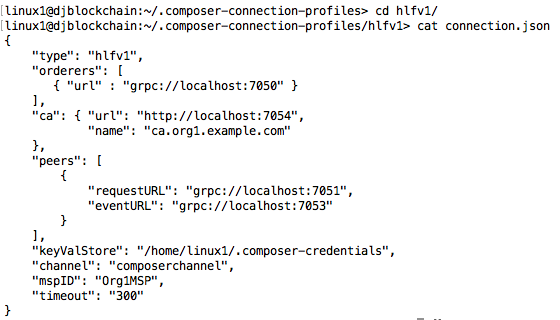 [linux1@djblockchain:~/.composer-connection-profiles> cd hlfv1/
[linux1@djblockchain:~/.composer-connection-profiles/hlfv1> cat connection.json
{
    "type": "hlfv1",
    "orderers": [
       { "url" : "grpc://localhost:7050" }
    ],
    "ca": { "url": "http://localhost:7054",
            "name": "ca.org1.example.com"
    },
    "peers": [
        {
            "requestURL": "grpc://localhost:7051",
            "eventURL": "grpc://localhost:7053"
        }
    ],
    "keyValStore": "/home/linux1/.composer-credentials",
    "channel": "composerchannel",
    "mspID": "Org1MSP",
    "timeout": "300"
}